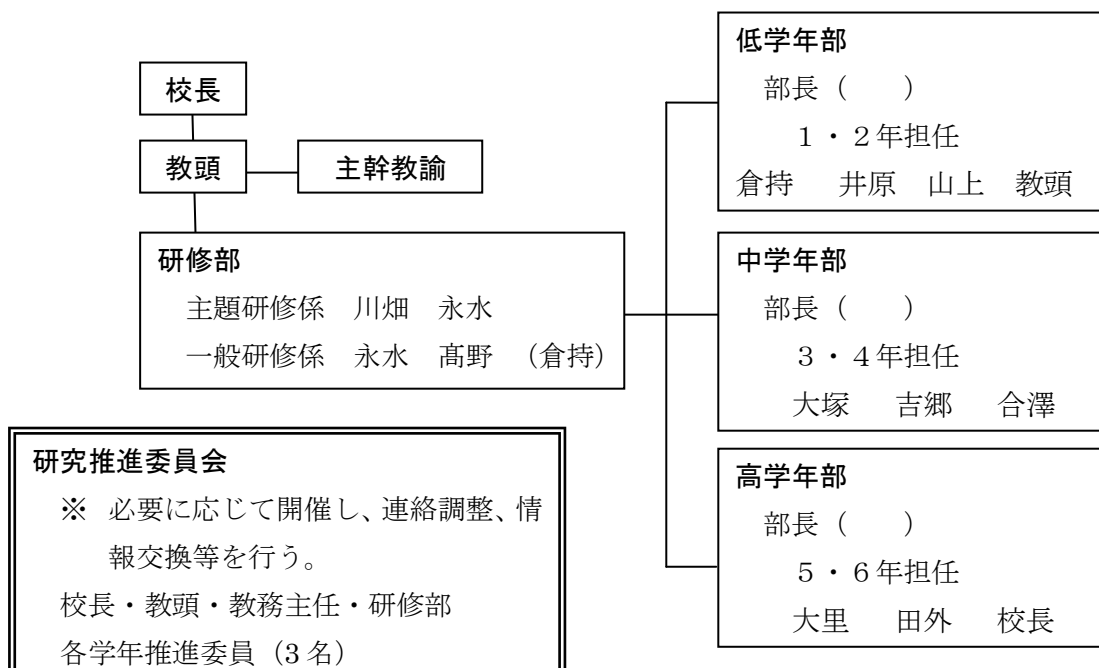 校長
教頭
主幹教諭
研修部
主題研修係 川畑 永水
一般研修係 永水 髙野 (倉持)
研究推進委員会
※ 必要に応じて開催し、連絡調整、情
報交換等を行う。
校長・教頭・教務主任・研修部
各学年推進委員(3名)
低学年部
部長( )
1・2年担任
倉持 井原 山上 教頭
中学年部
部長( )
3・4年担任
大塚 吉郷 合澤
高学年部
部長( )
5・6年担任
大里 田外 校長